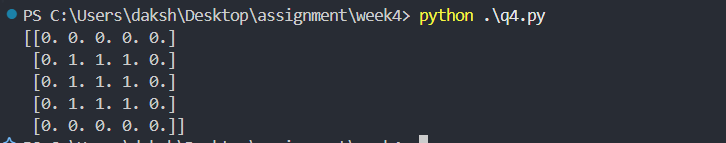 PS C:\Users\daksh\Desktop\assignment\week4> python .\q4.py
[[0. 0. 0. 0. 0.]
 [0. 1. 1. 1. 0.]
 [0. 1. 1. 1. 0.]
 [0. 1. 1. 1. 0.]
 [0. 0. 0. 0. 0.]]